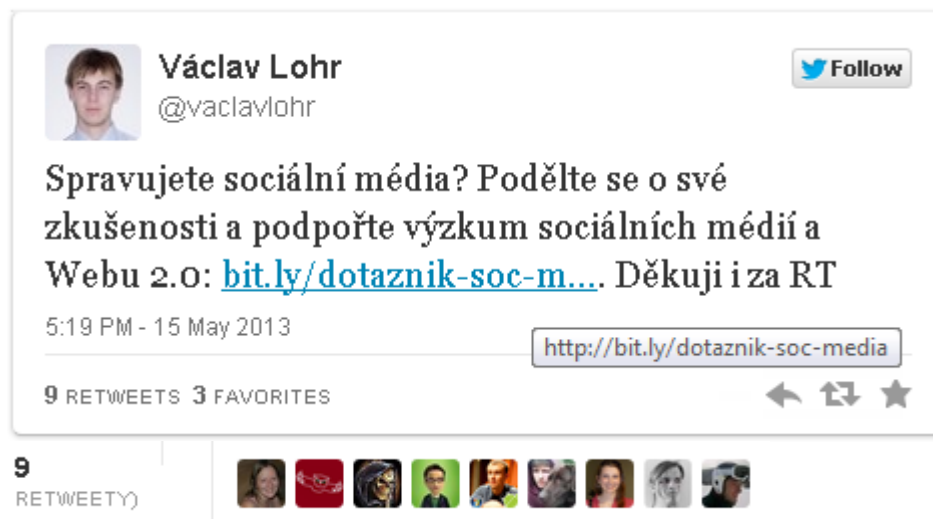 Václav Lohr
Follow
@vaclavlohr
Spravujete sociální média? Podělte se o své
zkušenosti a podpořte výzkum sociálních médií a
Webu 2.0: bit.ly/dotaznik-soc-m.... Děkuji i za RT
5:19 PM - 15 May 2013
http://bit.ly/dotaznik-soc-media
9 RETWEETS 3 FAVORITES
9
RETWEETY)